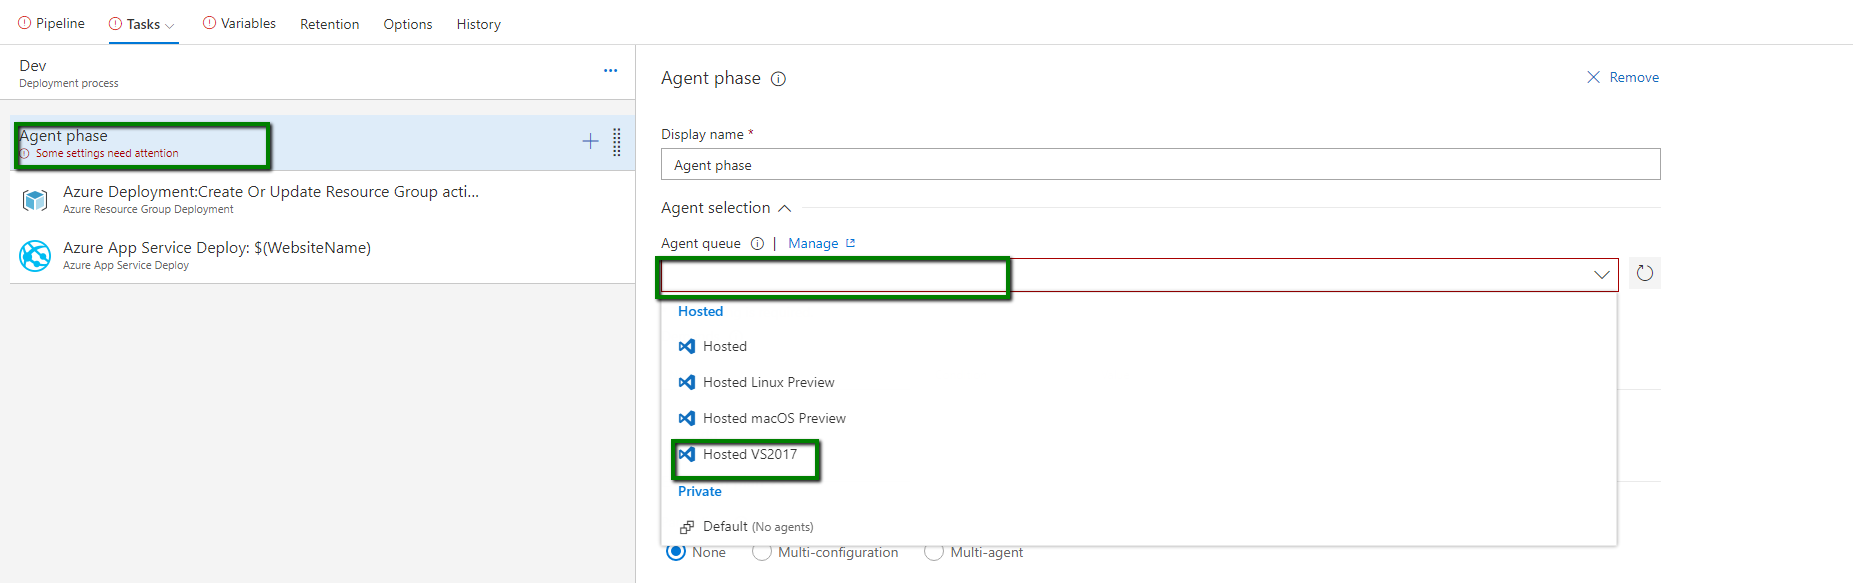 Pipeline Tasks Variables Retention Options History
Dev
Deployment process
Agent phase
Some settings need attention
Azure Deployment:Create Or Update Resource Group acti...
Azure Resource Group Deployment
Azure App Service Deploy: $(WebsiteName)
Azure App Service Deploy
Agent phase
Remove
Display name *
Agent phase
Agent selection
Agent queue | Manage
Hosted
Hosted
Hosted Linux Preview
Hosted macOS Preview
Hosted VS2017
Private
Default (No agents)
None Multi-configuration Multi-agent